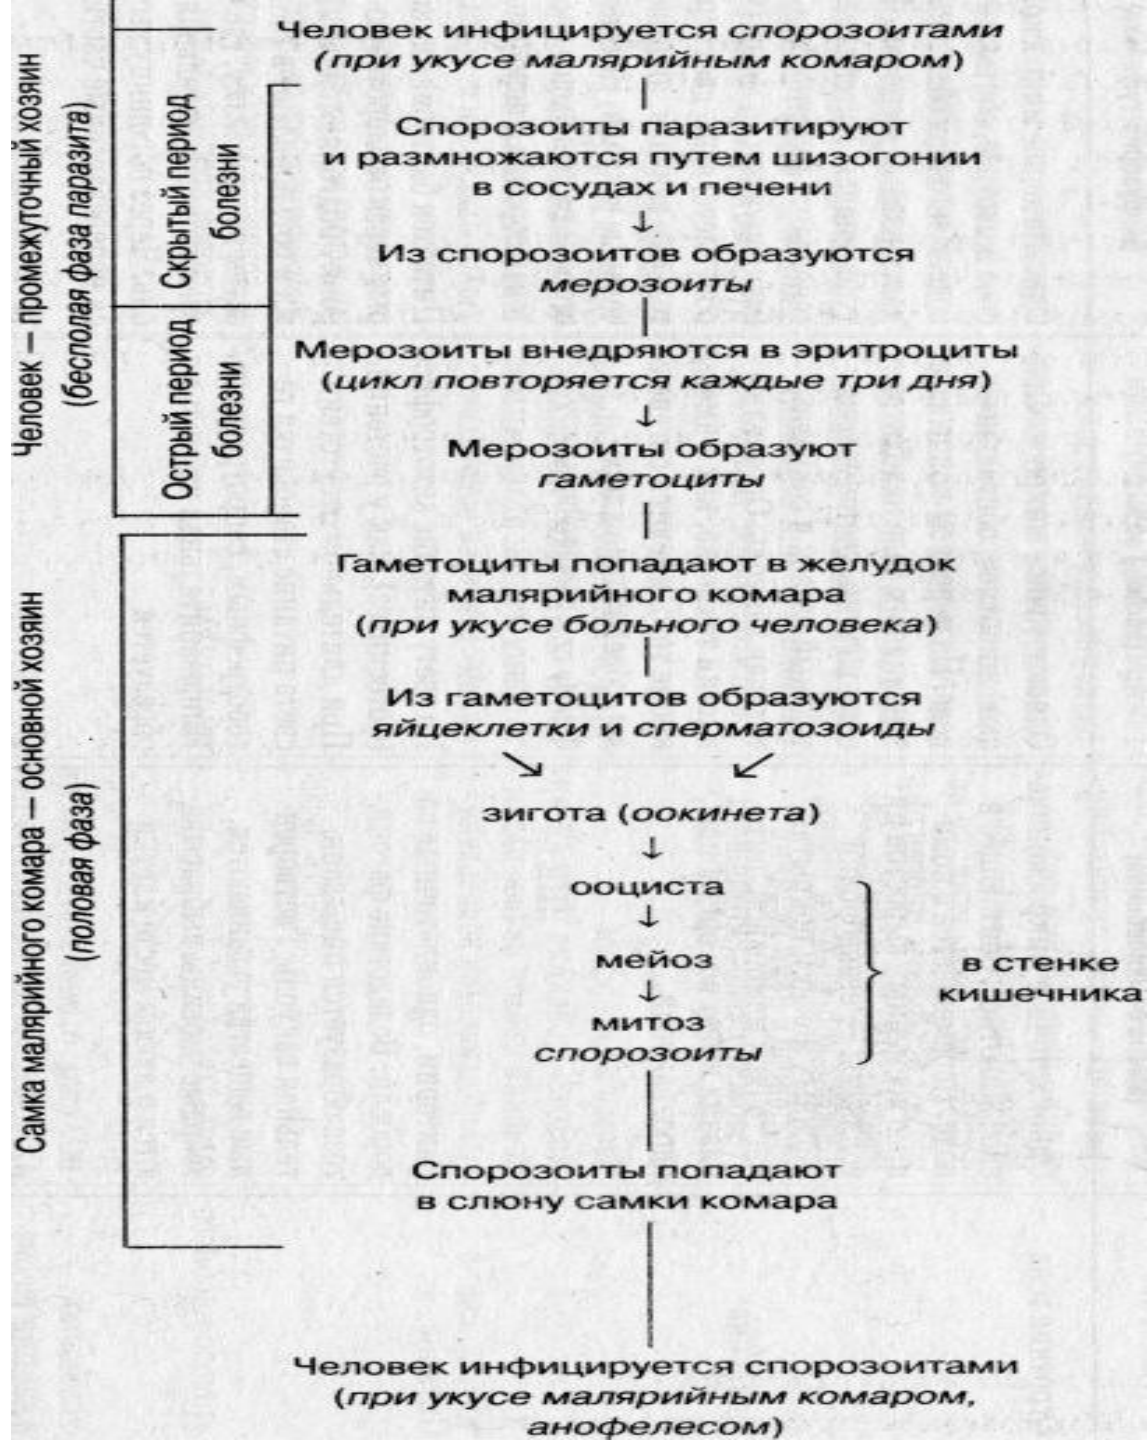 Человек инфицируется спорозоитами
(при укусе малярийным комаром)
Человек — промежуточный хозяин
(бесполая фаза паразита)
Скрытый период
болезни
Спорозоиты паразитируют
и размножаются путем шизогонии
в сосудах и печени
Из спорозоитов образуются
мерозоиты
Острый период
болезни
Мерозоиты внедряются в эритроциты
(цикл повторяется каждые три дня)
Мерозоиты образуют
гаметоциты
Самка малярийного комара — основной хозяин
(половая фаза)
Гаметоциты попадают в желудок
малярийного комара
(при укусе больного человека)
Из гаметоцитов образуются
яйцеклетки и сперматозоиды
зигота (оокинета)
ооциста
мейоз
митоз
спорозоиты
в стенке
кишечника
Спорозоиты попадают
в слюну самки комара
Человек инфицируется спорозоитами
(при укусе малярийным комаром,
анофелесом)